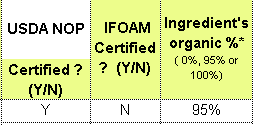 USDA NOP
Certified ?
(Y/N)
IFOAM
Certified
? (Y/N)
Ingredient's
organic %*
( 0%, 95% or
100%)
Y
N
95%